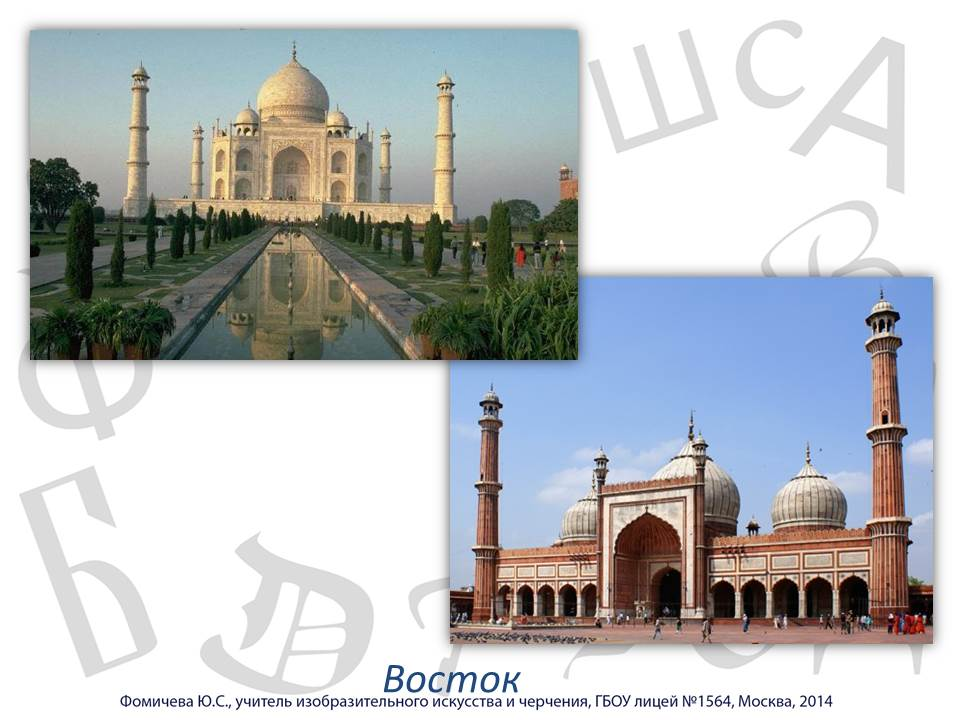 Ш С А
В
Ф
Б
Восток
Фомичева Ю.С., учитель изобразительного искусства и черчения, ГБОУ лицей №1564, Москва, 2014